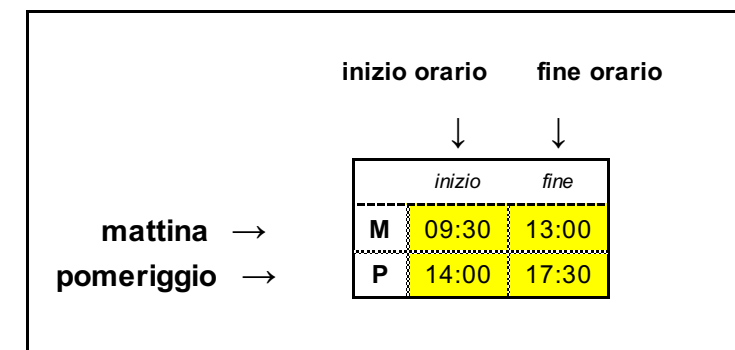 inizio orario fine orario
↓ ↓
inizio fine
mattina → M 09:30 13:00
pomeriggio → P 14:00 17:30